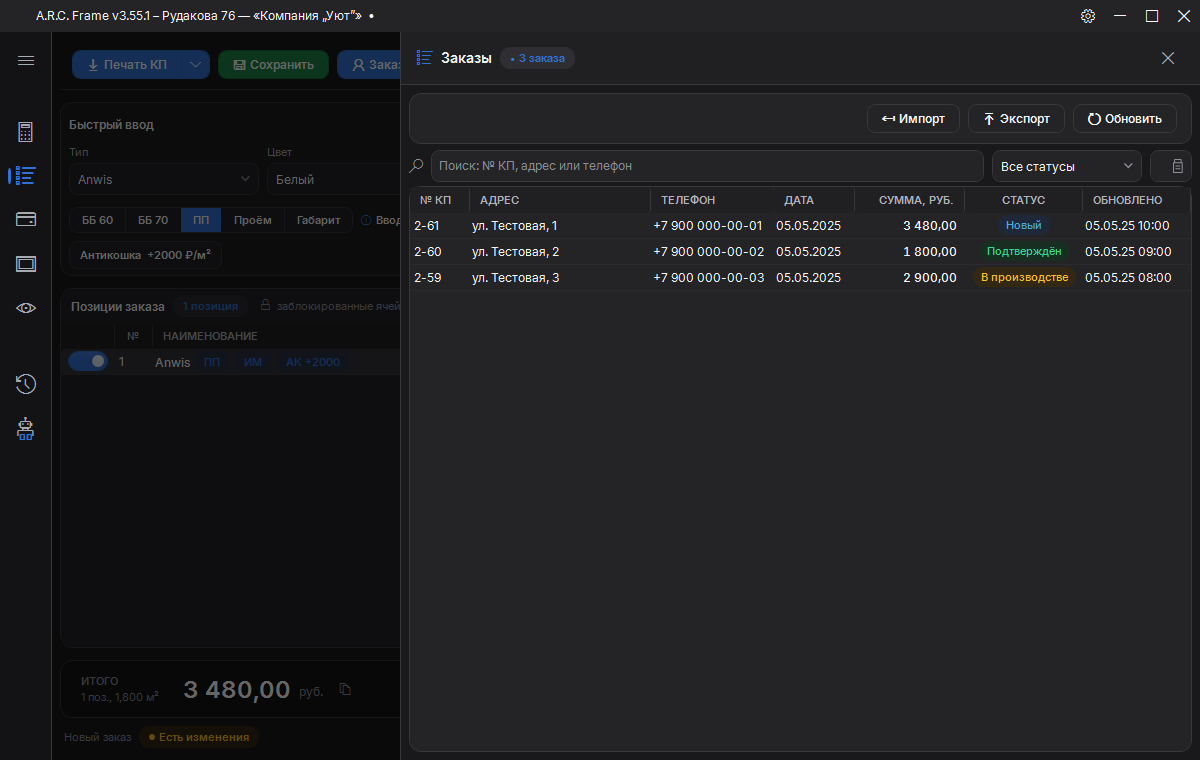 A.R.C. Frame v3.55.1 – Рудакова 76 — «Компания „Уют“» •
Печать КП
Сохранить
Зака
Быстрый ввод
Тип
Цвет
Anwis
Белый
ББ 60
ББ 70
ПП
Проём
Габарит
Ввод
Антикошка +2000 ₽/м²
Позиции заказа
1 позиция
заблокированные ячей
№
НАИМЕНОВАНИЕ
1
Anwis
ПП
ИМ
АК +2000
ИТОГО
1 поз., 1,800 м²
3 480,00 руб.
Новый заказ
Есть изменения
Заказы
• 3 заказа
Импорт
Экспорт
Обновить
Поиск: № КП, адрес или телефон
Все статусы
№ КП АДРЕС ТЕЛЕФОН ДАТА СУММА, РУБ. СТАТУС ОБНОВЛЕНО
2-61 ул. Тестовая, 1 +7 900 000-00-01 05.05.2025 3 480,00 Новый 05.05.25 10:00
2-60 ул. Тестовая, 2 +7 900 000-00-02 05.05.2025 1 800,00 Подтверждён 05.05.25 09:00
2-59 ул. Тестовая, 3 +7 900 000-00-03 05.05.2025 2 900,00 В производстве 05.05.25 08:00